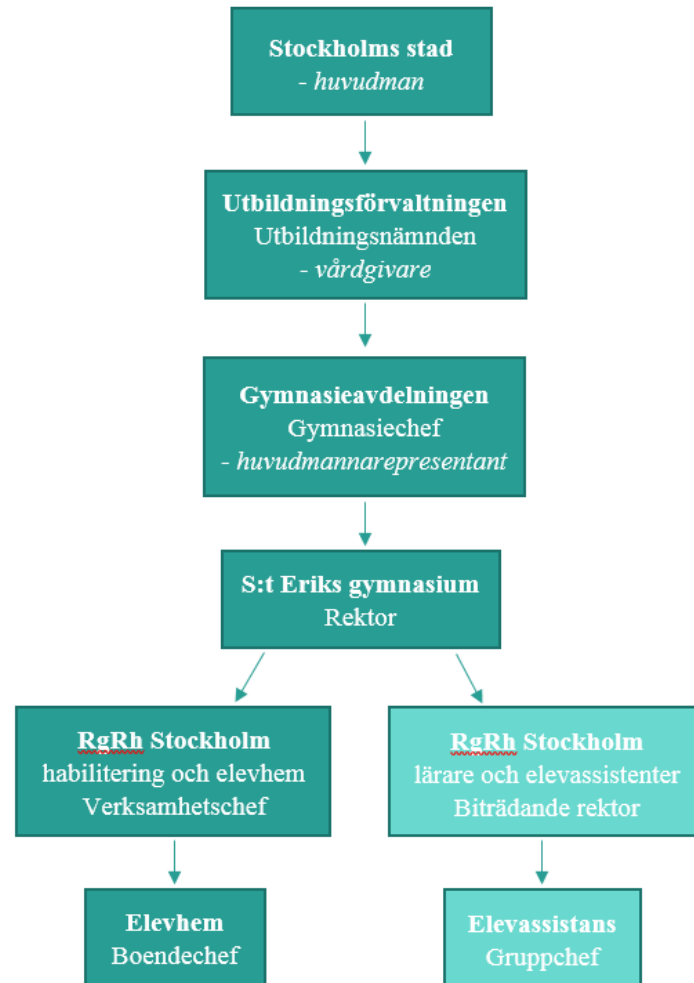 Stockholms stad
- huvudman
Utbildningsförvaltningen
Utbildningsnämnden
- vårdgivare
Gymnasieavdelningen
Gymnasiechef
- huvudmannarepresentant
S:t Eriks gymnasium
Rektor
RgRh Stockholm
habilitering och elevhem
Verksamhetschef
RgRh Stockholm
lärare och elevassistenter
Biträdande rektor
Elevhem
Boendechef
Elevassistans
Gruppchef